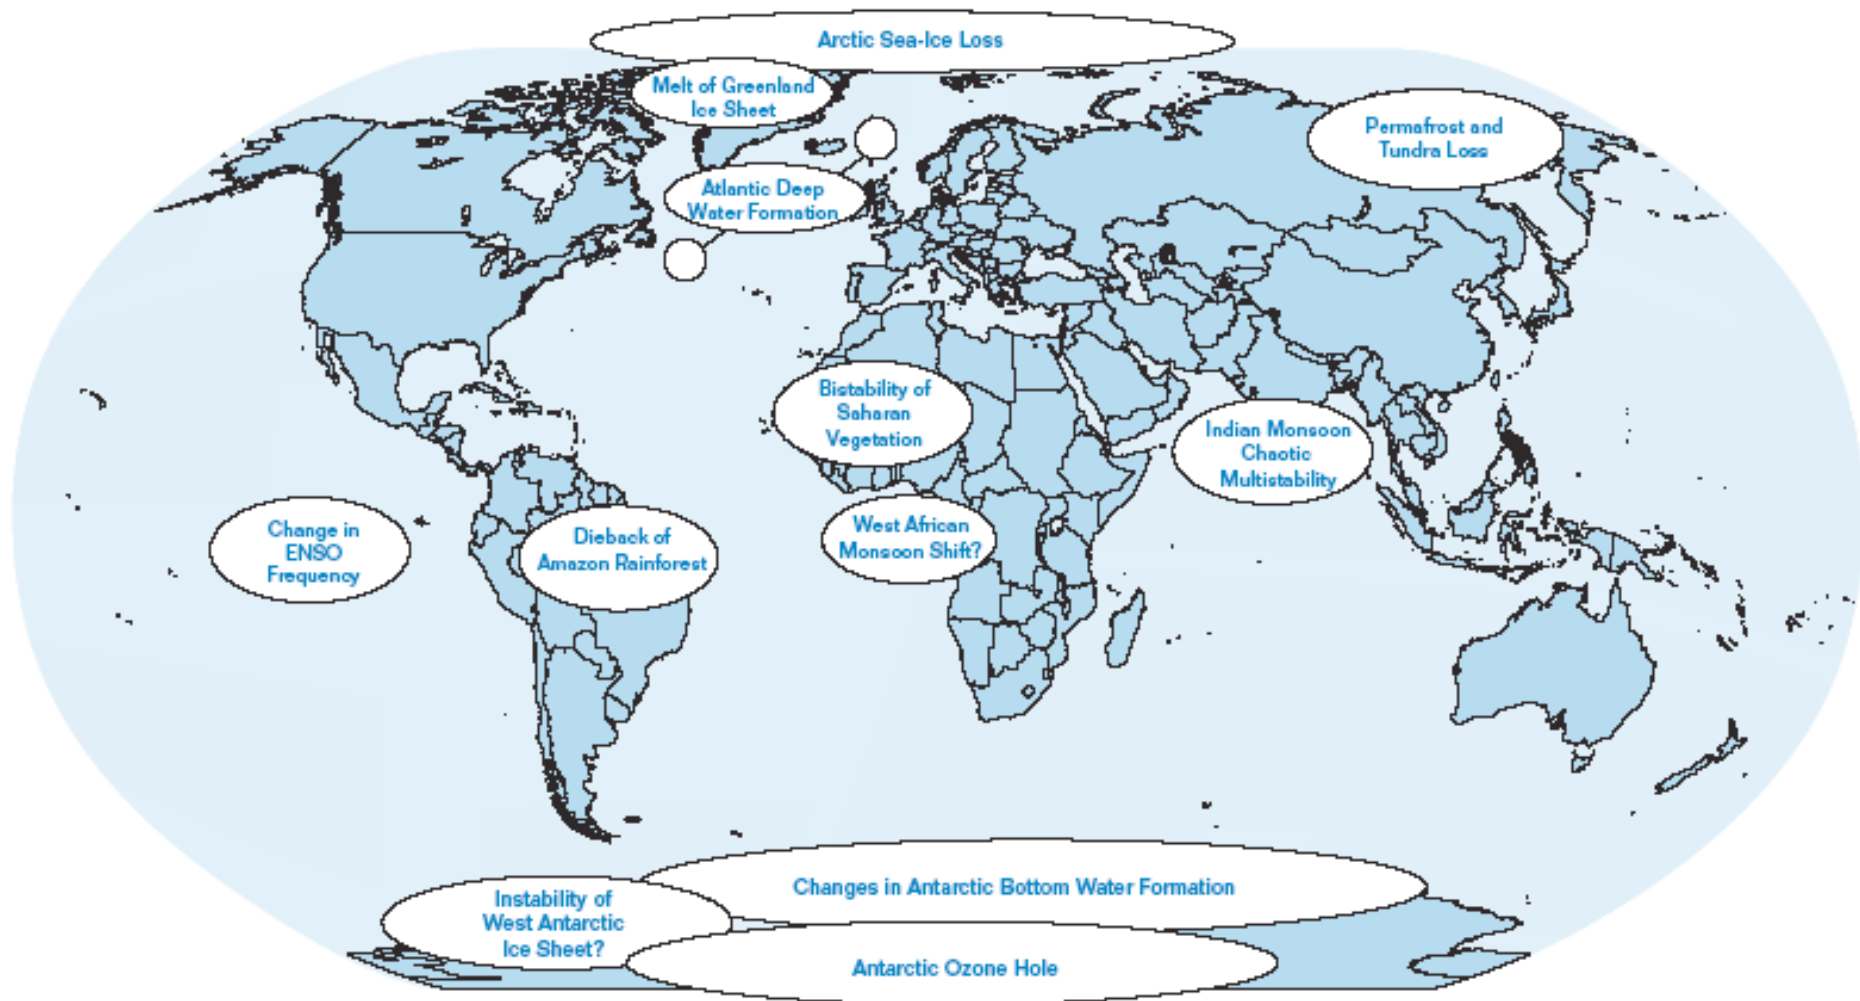 Arctic Sea-Ice Loss
Melt of Greenland
Ice Sheet
Permafrost and
Tundra Loss
Atlantic Deep
Water Formation
Bistability of
Saharan
Vegetation
Indian Monsoon
Chaotic
Multistability
Change in
ENSO
Frequency
Dieback of
Amazon Rainforest
West African
Monsoon Shift?
Changes in Antarctic Bottom Water Formation
Instability of
West Antarctic
Ice Sheet?
Antarctic Ozone Hole